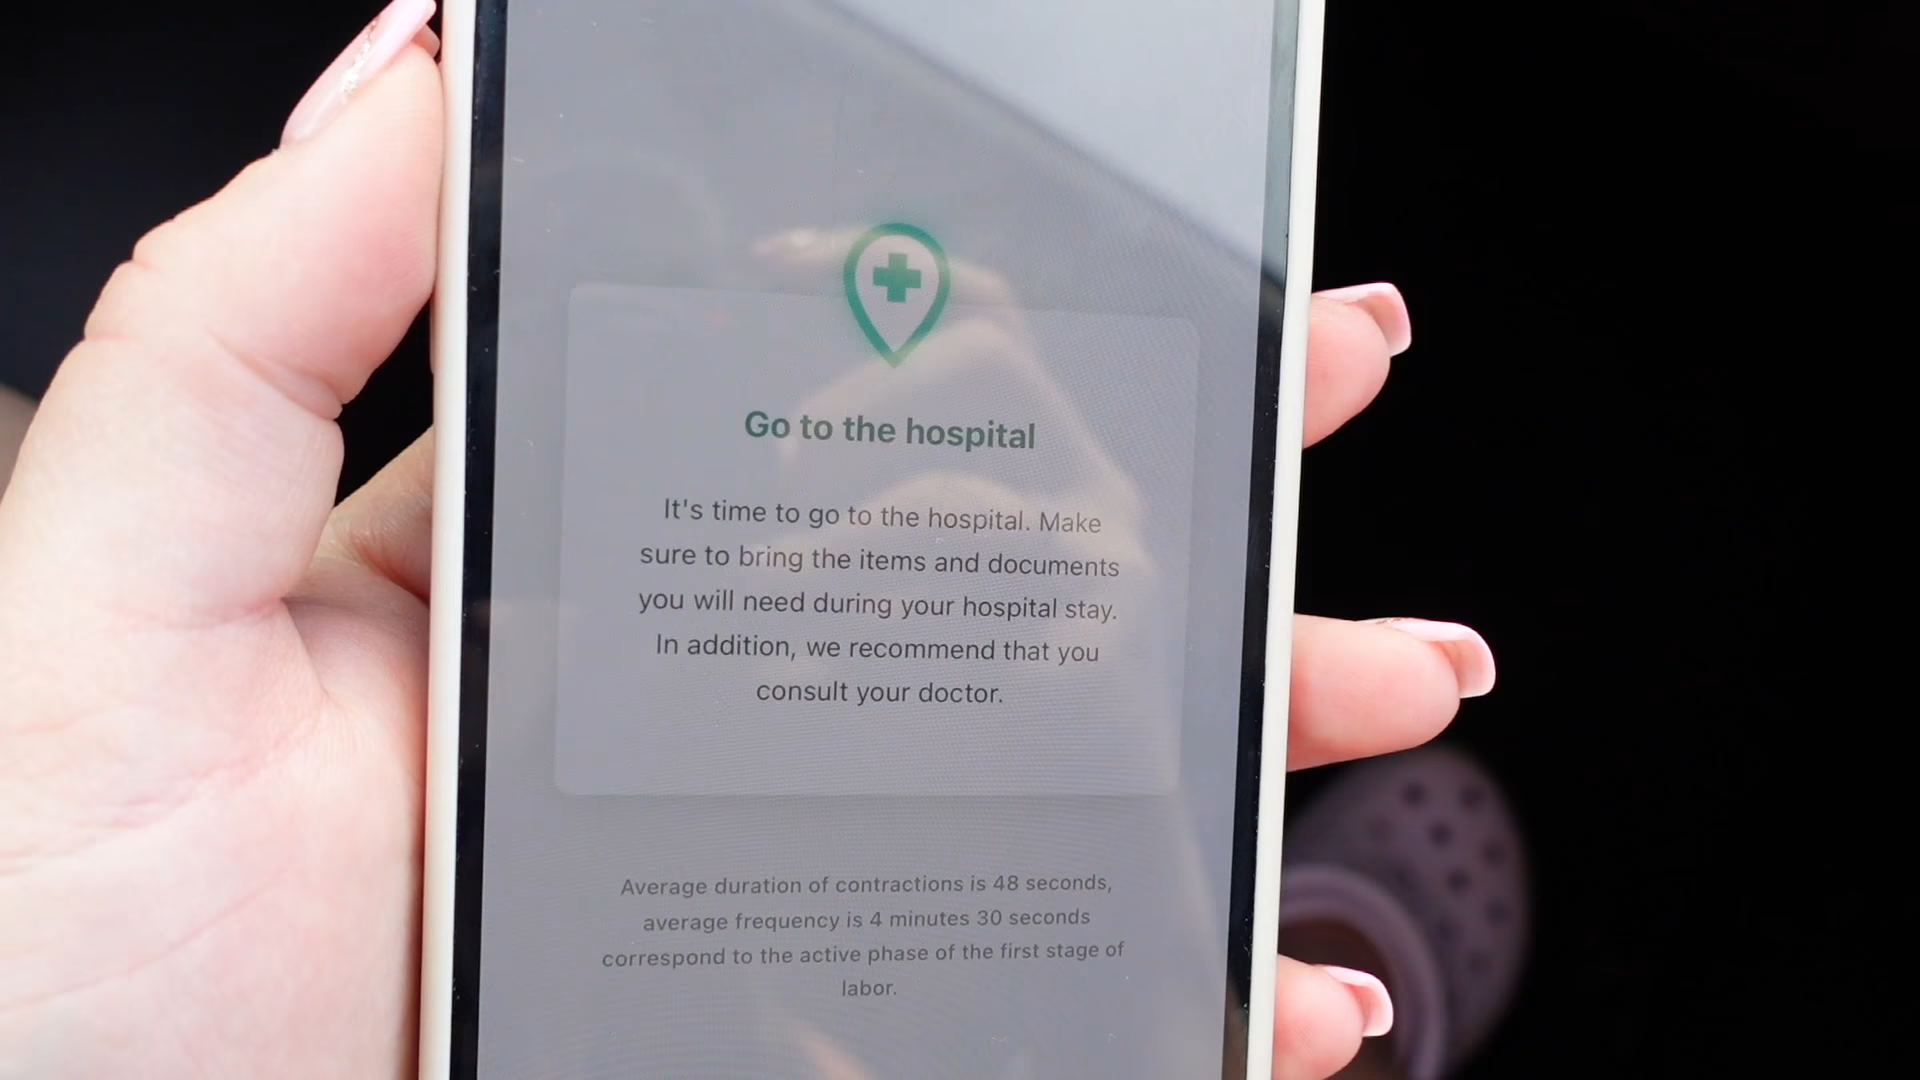 Go to the hospital
It's time to go to the hospital. Make
sure to bring the items and documents
you will need during your hospital stay.
In addition, we recommend that you
consult your doctor.
Average duration of contractions is 48 seconds,
average frequency is 4 minutes 30 seconds
correspond to the active phase of the first stage of
labor.